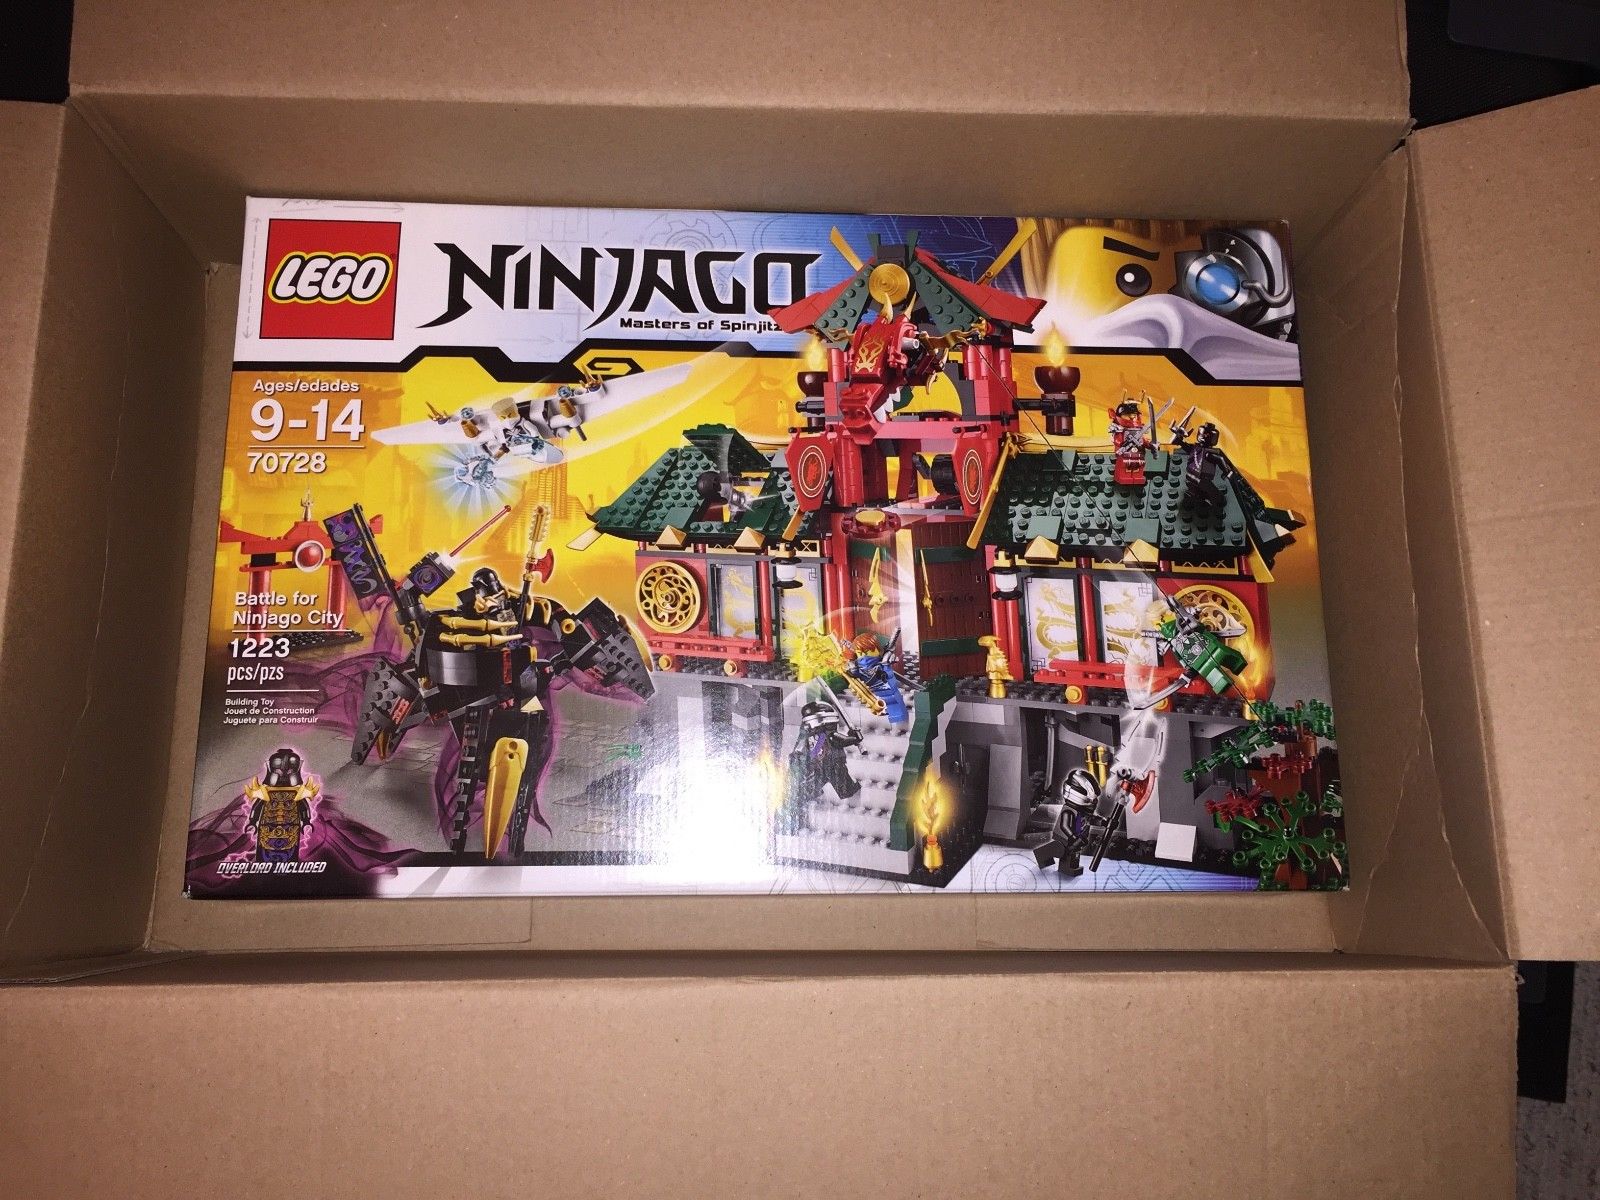 LEGO
NINJAGO
Masters of Spinjitz
Ages/edades
9-14
70728
Battle for
Ninjago City
1223
pcs/pzs
Building Toy
Jouet de Construction
Juguete para Construir
OVERLORD INCLUDED